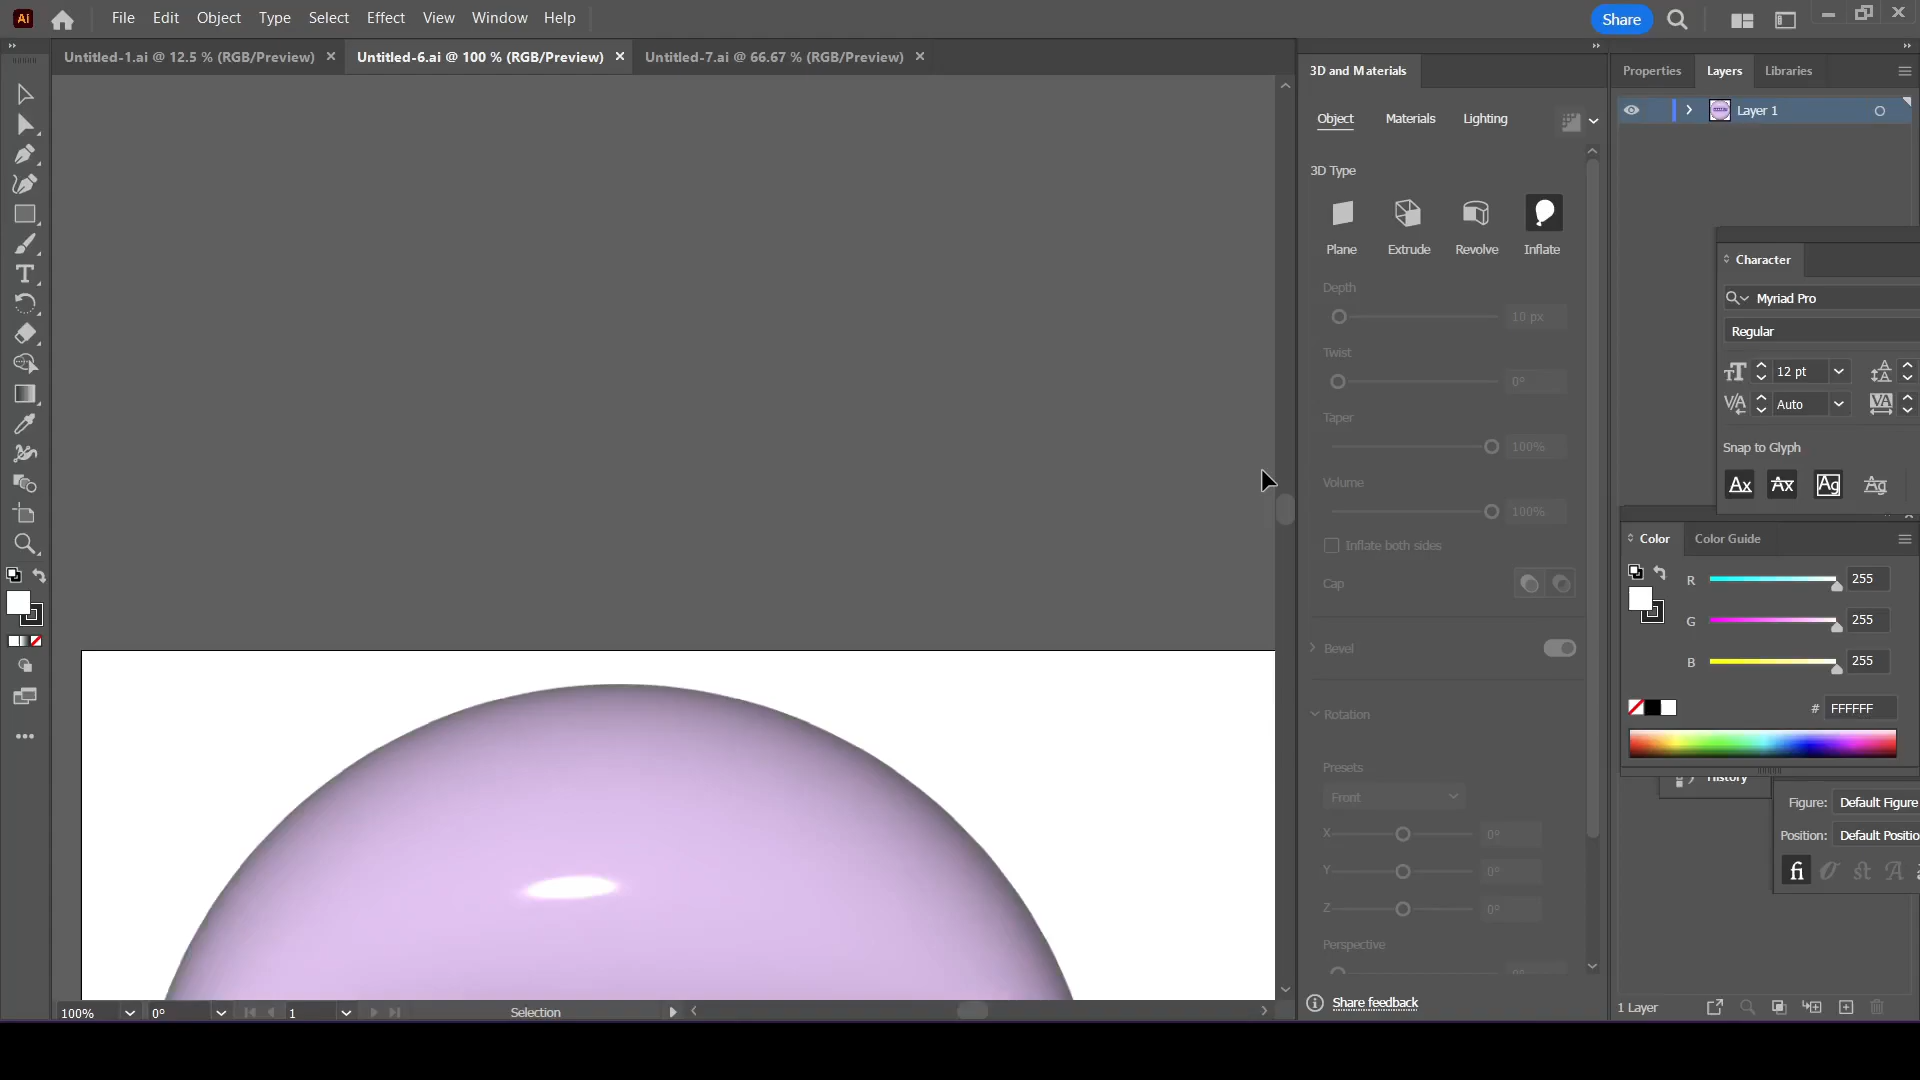 Ai File Edit Object Type Select Effect View Window Help Share
Untitled-1.ai @ 12.5 % (RGB/Preview) Untitled-6.ai @ 100 % (RGB/Preview) Untitled-7.ai @ 66.67 % (RGB/Preview)
3D and Materials
Object Materials Lighting
3D Type
Plane Extrude Revolve Inflate
Depth
10 px
Twist
0°
Taper
100%
Volume
100%
Inflate both sides
Cap
Bevel
Rotation
Presets
Front
X 0°
Y 0°
Z 0°
Perspective
Share feedback
Properties Layers Libraries
Layer 1
Character
Myriad Pro
Regular
12 pt
Auto
Snap to Glyph
Ax Ax Ag Ag
Color Color Guide
R 255
G 255
B 255
# FFFFFF
History
Figure: Default Figure
Position: Default Positio
1 Layer
100% 0° 1 Selection